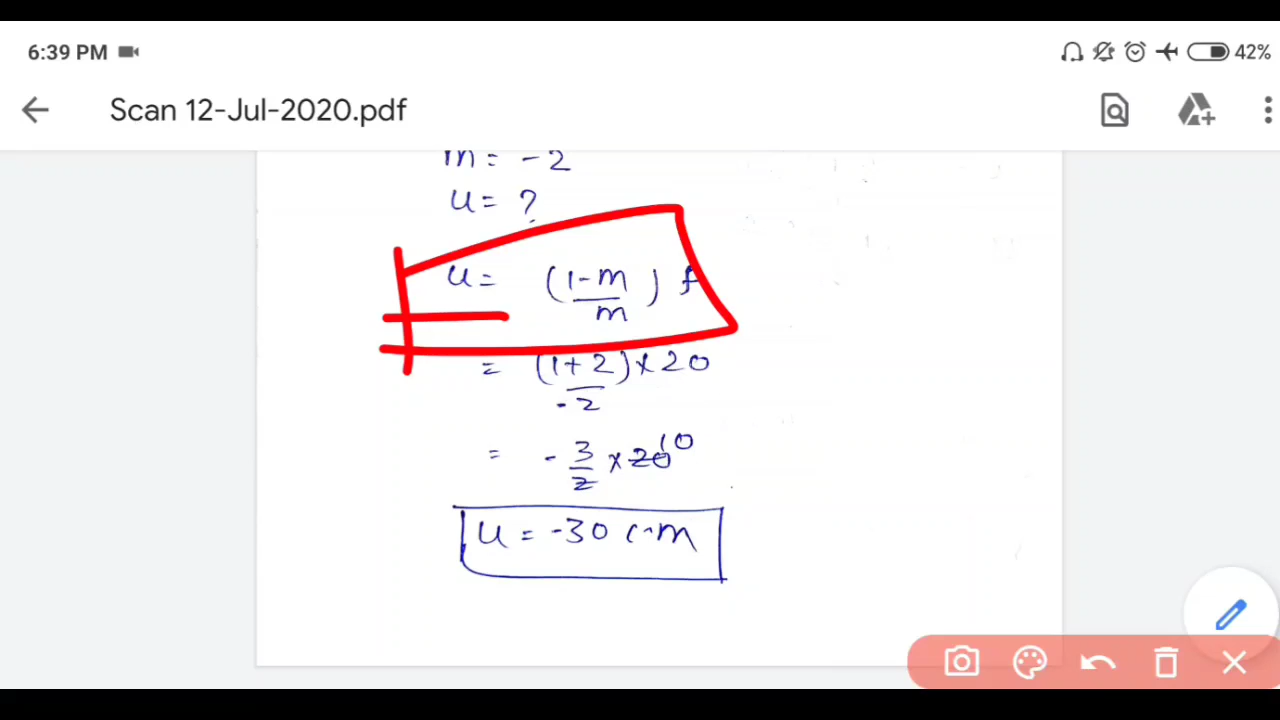 6:39 PM 42%
Scan 12-Jul-2020.pdf
m = -2
u = ?
u = (1-m/m) f
= (1+2/-2) x 20
= -3/2 x 20 10
u = -30 c.m